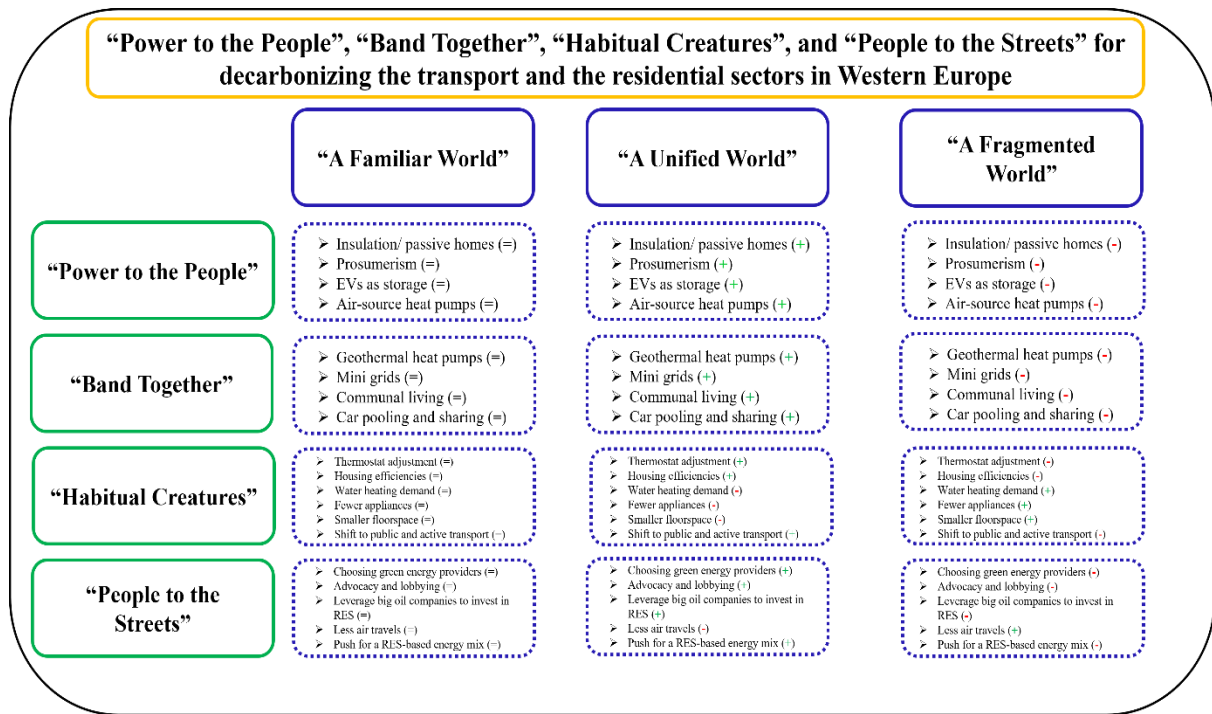 “Power to the People”, “Band Together”, “Habitual Creatures”, and “People to the Streets” for
decarbonizing the transport and the residential sectors in Western Europe
“A Familiar World”
“A Unified World”
“A Fragmented
World”
“Power to the People”
➢ Insulation/ passive homes (=)
➢ Prosumerism (=)
➢ EVs as storage (=)
➢ Air-source heat pumps (=)
➢ Insulation/ passive homes (+)
➢ Prosumerism (+)
➢ EVs as storage (+)
➢ Air-source heat pumps (+)
➢ Insulation/ passive homes (-)
➢ Prosumerism (-)
➢ EVs as storage (-)
➢ Air-source heat pumps (-)
“Band Together”
➢ Geothermal heat pumps (=)
➢ Mini grids (=)
➢ Communal living (=)
➢ Car pooling and sharing (=)
➢ Geothermal heat pumps (+)
➢ Mini grids (+)
➢ Communal living (+)
➢ Car pooling and sharing (+)
➢ Geothermal heat pumps (-)
➢ Mini grids (-)
➢ Communal living (-)
➢ Car pooling and sharing (-)
“Habitual Creatures”
➢ Thermostat adjustment (=)
➢ Housing efficiencies (=)
➢ Water heating demand (=)
➢ Fewer appliances (=)
➢ Smaller floorspace (=)
➢ Shift to public and active transport (=)
➢ Thermostat adjustment (+)
➢ Housing efficiencies (+)
➢ Water heating demand (-)
➢ Fewer appliances (-)
➢ Smaller floorspace (-)
➢ Shift to public and active transport (=)
➢ Thermostat adjustment (-)
➢ Housing efficiencies (-)
➢ Water heating demand (+)
➢ Fewer appliances (+)
➢ Smaller floorspace (+)
➢ Shift to public and active transport (-)
“People to the
Streets”
➢ Choosing green energy providers (=)
➢ Advocacy and lobbying (=)
➢ Leverage big oil companies to invest in
RES (=)
➢ Less air travels (=)
➢ Push for a RES-based energy mix (=)
➢ Choosing green energy providers (+)
➢ Advocacy and lobbying (+)
➢ Leverage big oil companies to invest in
RES (+)
➢ Less air travels (-)
➢ Push for a RES-based energy mix (+)
➢ Choosing green energy providers (-)
➢ Advocacy and lobbying (-)
➢ Leverage big oil companies to invest in
RES (-)
➢ Less air travels (+)
➢ Push for a RES-based energy mix (-)